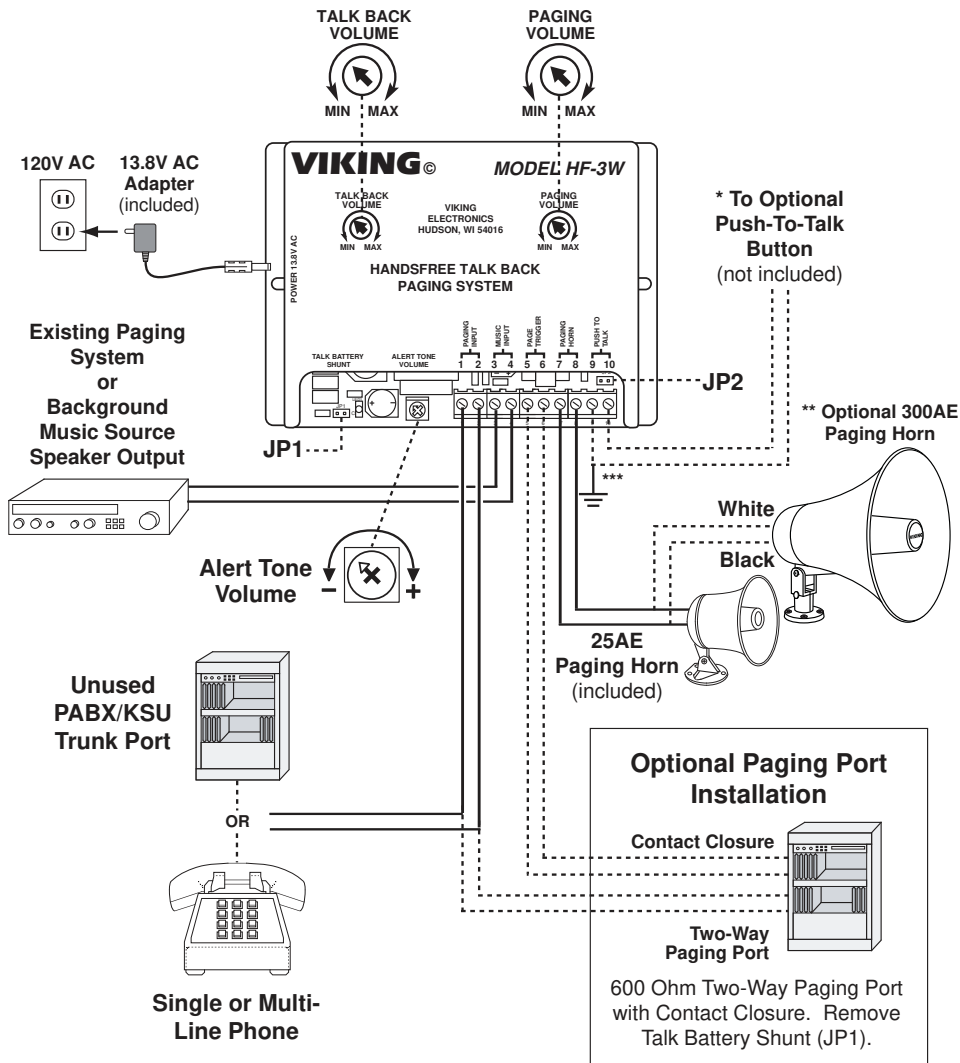 TALK BACK
VOLUME
MIN MAX
PAGING
VOLUME
MIN MAX
120V AC
13.8V AC
Adapter
(included)
VIKING©
MODEL HF-3W
TALK BACK
VOLUME
MIN MAX
VIKING
ELECTRONICS
HUDSON, WI 54016
PAGING
VOLUME
MIN MAX
POWER 13.8V AC
HANDSFREE TALK BACK
PAGING SYSTEM
TALK BATTERY
SHUNT
ALERT TONE
VOLUME
PAGING
INPUT
MUSIC
INPUT
PAGE
TRIGGER
PAGING
HORN
PUSH TO
TALK
1 2 3 4 5 6 7 8 9 10
JP1
* To Optional
Push-To-Talk
Button
(not included)
JP2
JP1
Existing Paging
System
or
Background
Music Source
Speaker Output
***
** Optional 300AE
Paging Horn
VIKING
White
Black
Alert Tone
Volume
- +
25AE
Paging Horn
(included)
Unused
PABX/KSU
Trunk Port
OR
Single or Multi-
Line Phone
Optional Paging Port
Installation
Contact Closure
Two-Way
Paging Port
600 Ohm Two-Way Paging Port
with Contact Closure. Remove
Talk Battery Shunt (JP1).